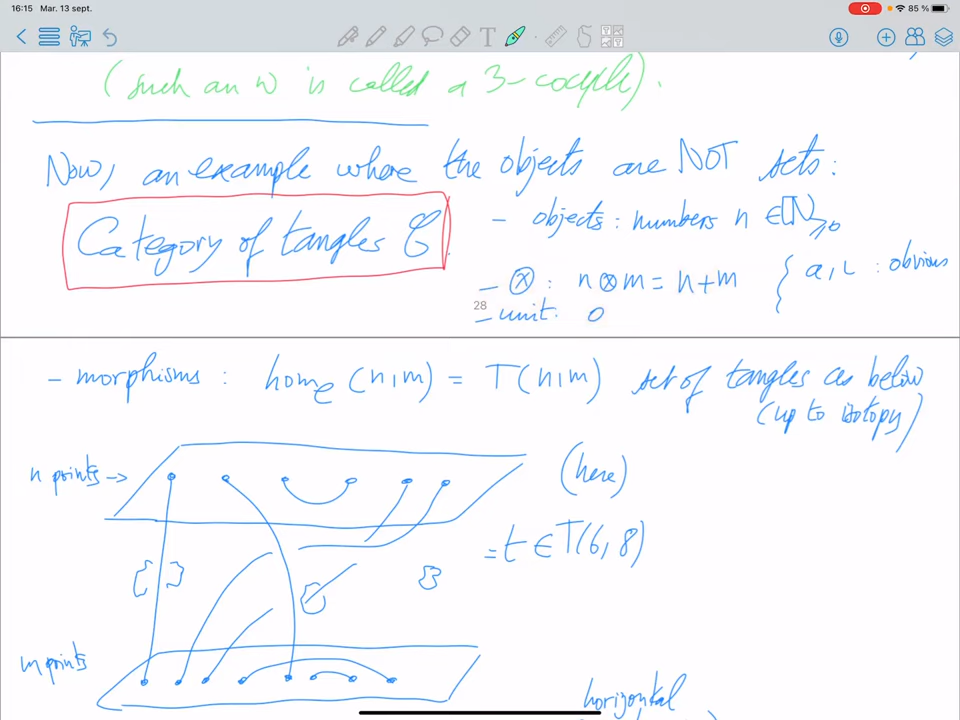 16:15 Mar. 13 sept. 85 %
(such an ω is called a 3-cocycle).
Now, an example where the objects are NOT sets:
Category of tangles 𝒞
- objects: numbers n ∈ ℕ≥0
- ⊗ : n⊗m = n+m { a, l : obvious
28
- unit: 0
- morphisms : hom𝒞 (n,m) = T(n,m) set of tangles as below
(up to isotopy)
n points →
(here)
= t ∈ T(6,8)
m points
horizontal